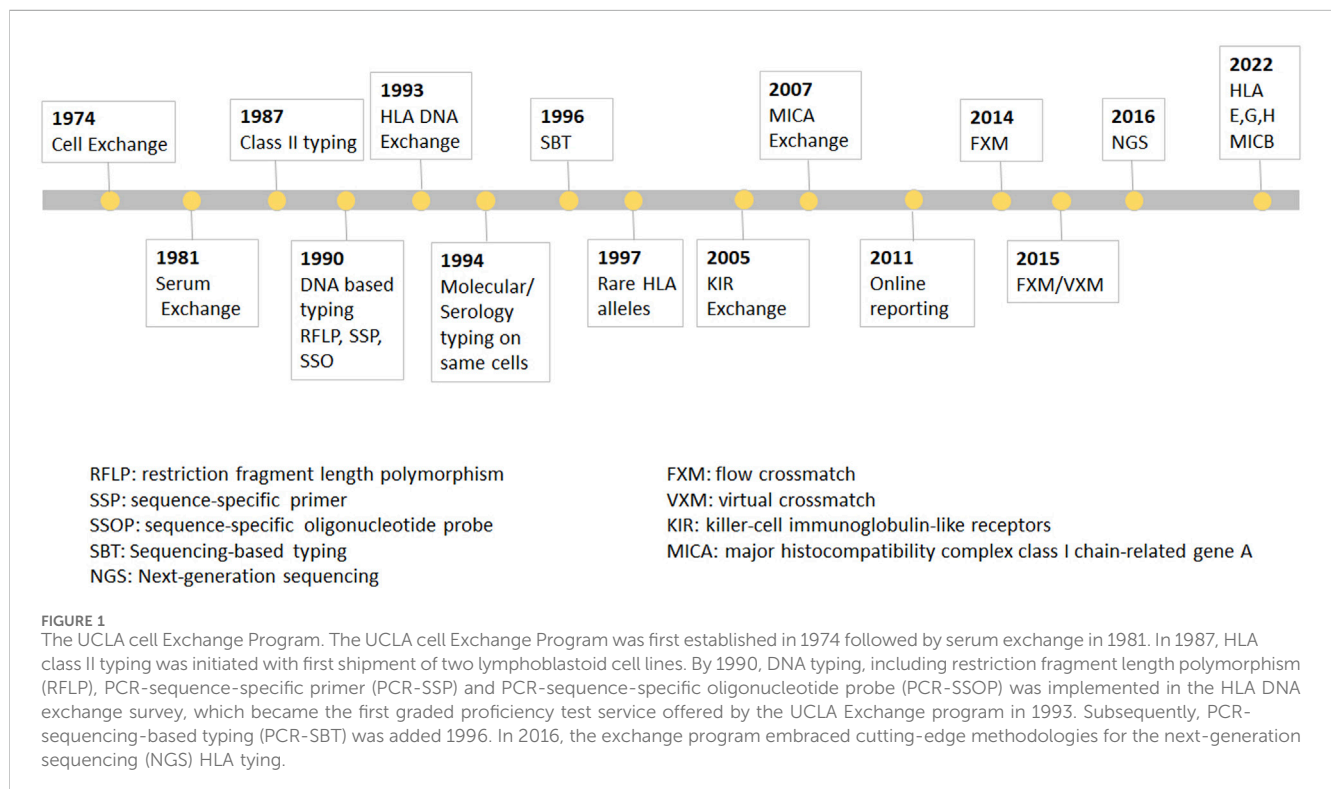 1974
Cell Exchange
1987
Class II typing
1993
HLA DNA
Exchange
1996
SBT
2007
MICA
Exchange
2014
FXM
2016
NGS
2022
HLA
E,G,H
MICB
1981
Serum
Exchange
1990
DNA based
typing
RFLP, SSP,
SSO
1994
Molecular/
Serology
typing on
same cells
1997
Rare HLA
alleles
2005
KIR
Exchange
2011
Online
reporting
2015
FXM/VXM
RFLP: restriction fragment length polymorphism
SSP: sequence-specific primer
SSOP: sequence-specific oligonucleotide probe
SBT: Sequencing-based typing
NGS: Next-generation sequencing
FXM: flow crossmatch
VXM: virtual crossmatch
KIR: killer-cell immunoglobulin-like receptors
MICA: major histocompatibility complex class I chain-related gene A
FIGURE 1
The UCLA cell Exchange Program. The UCLA cell Exchange Program was first established in 1974 followed by serum exchange in 1981. In 1987, HLA
class II typing was initiated with first shipment of two lymphoblastoid cell lines. By 1990, DNA typing, including restriction fragment length polymorphism
(RFLP), PCR-sequence-specific primer (PCR-SSP) and PCR-sequence-specific oligonucleotide probe (PCR-SSOP) was implemented in the HLA DNA
exchange survey, which became the first graded proficiency test service offered by the UCLA Exchange program in 1993. Subsequently, PCR-
sequencing-based typing (PCR-SBT) was added 1996. In 2016, the exchange program embraced cutting-edge methodologies for the next-generation
sequencing (NGS) HLA tying.